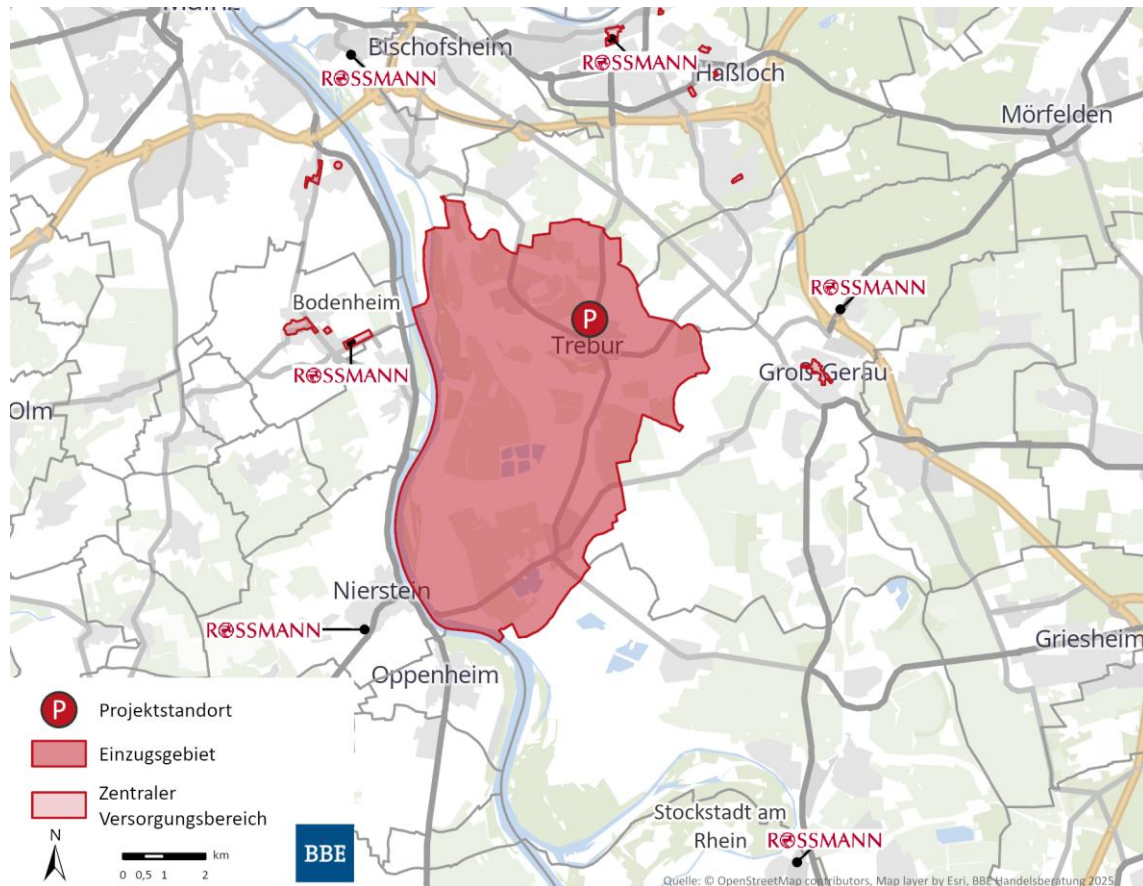 Mainz
Bischofsheim
ROSSMANN
ROSSMANN
Haßloch
Mörfelden
ROSSMANN
Bodenheim
ROSSMANN
P
Trebur
Groß-Gerau
Olm
Nierstein
ROSSMANN
Oppenheim
Griesheim
P Projektstandort
Einzugsgebiet
Zentraler
Versorgungsbereich
Stockstadt am
Rhein
ROSSMANN
N
km
0 0,5 1 2
BBE
Quelle: © OpenStreetMap contributors, Map layer by Esri, BBE Handelsberatung 2025